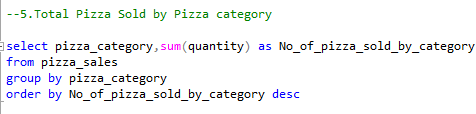 --5.Total Pizza Sold by Pizza category
select pizza_category,sum(quantity) as No_of_pizza_sold_by_category
from pizza_sales
group by pizza_category
order by No_of_pizza_sold_by_category desc